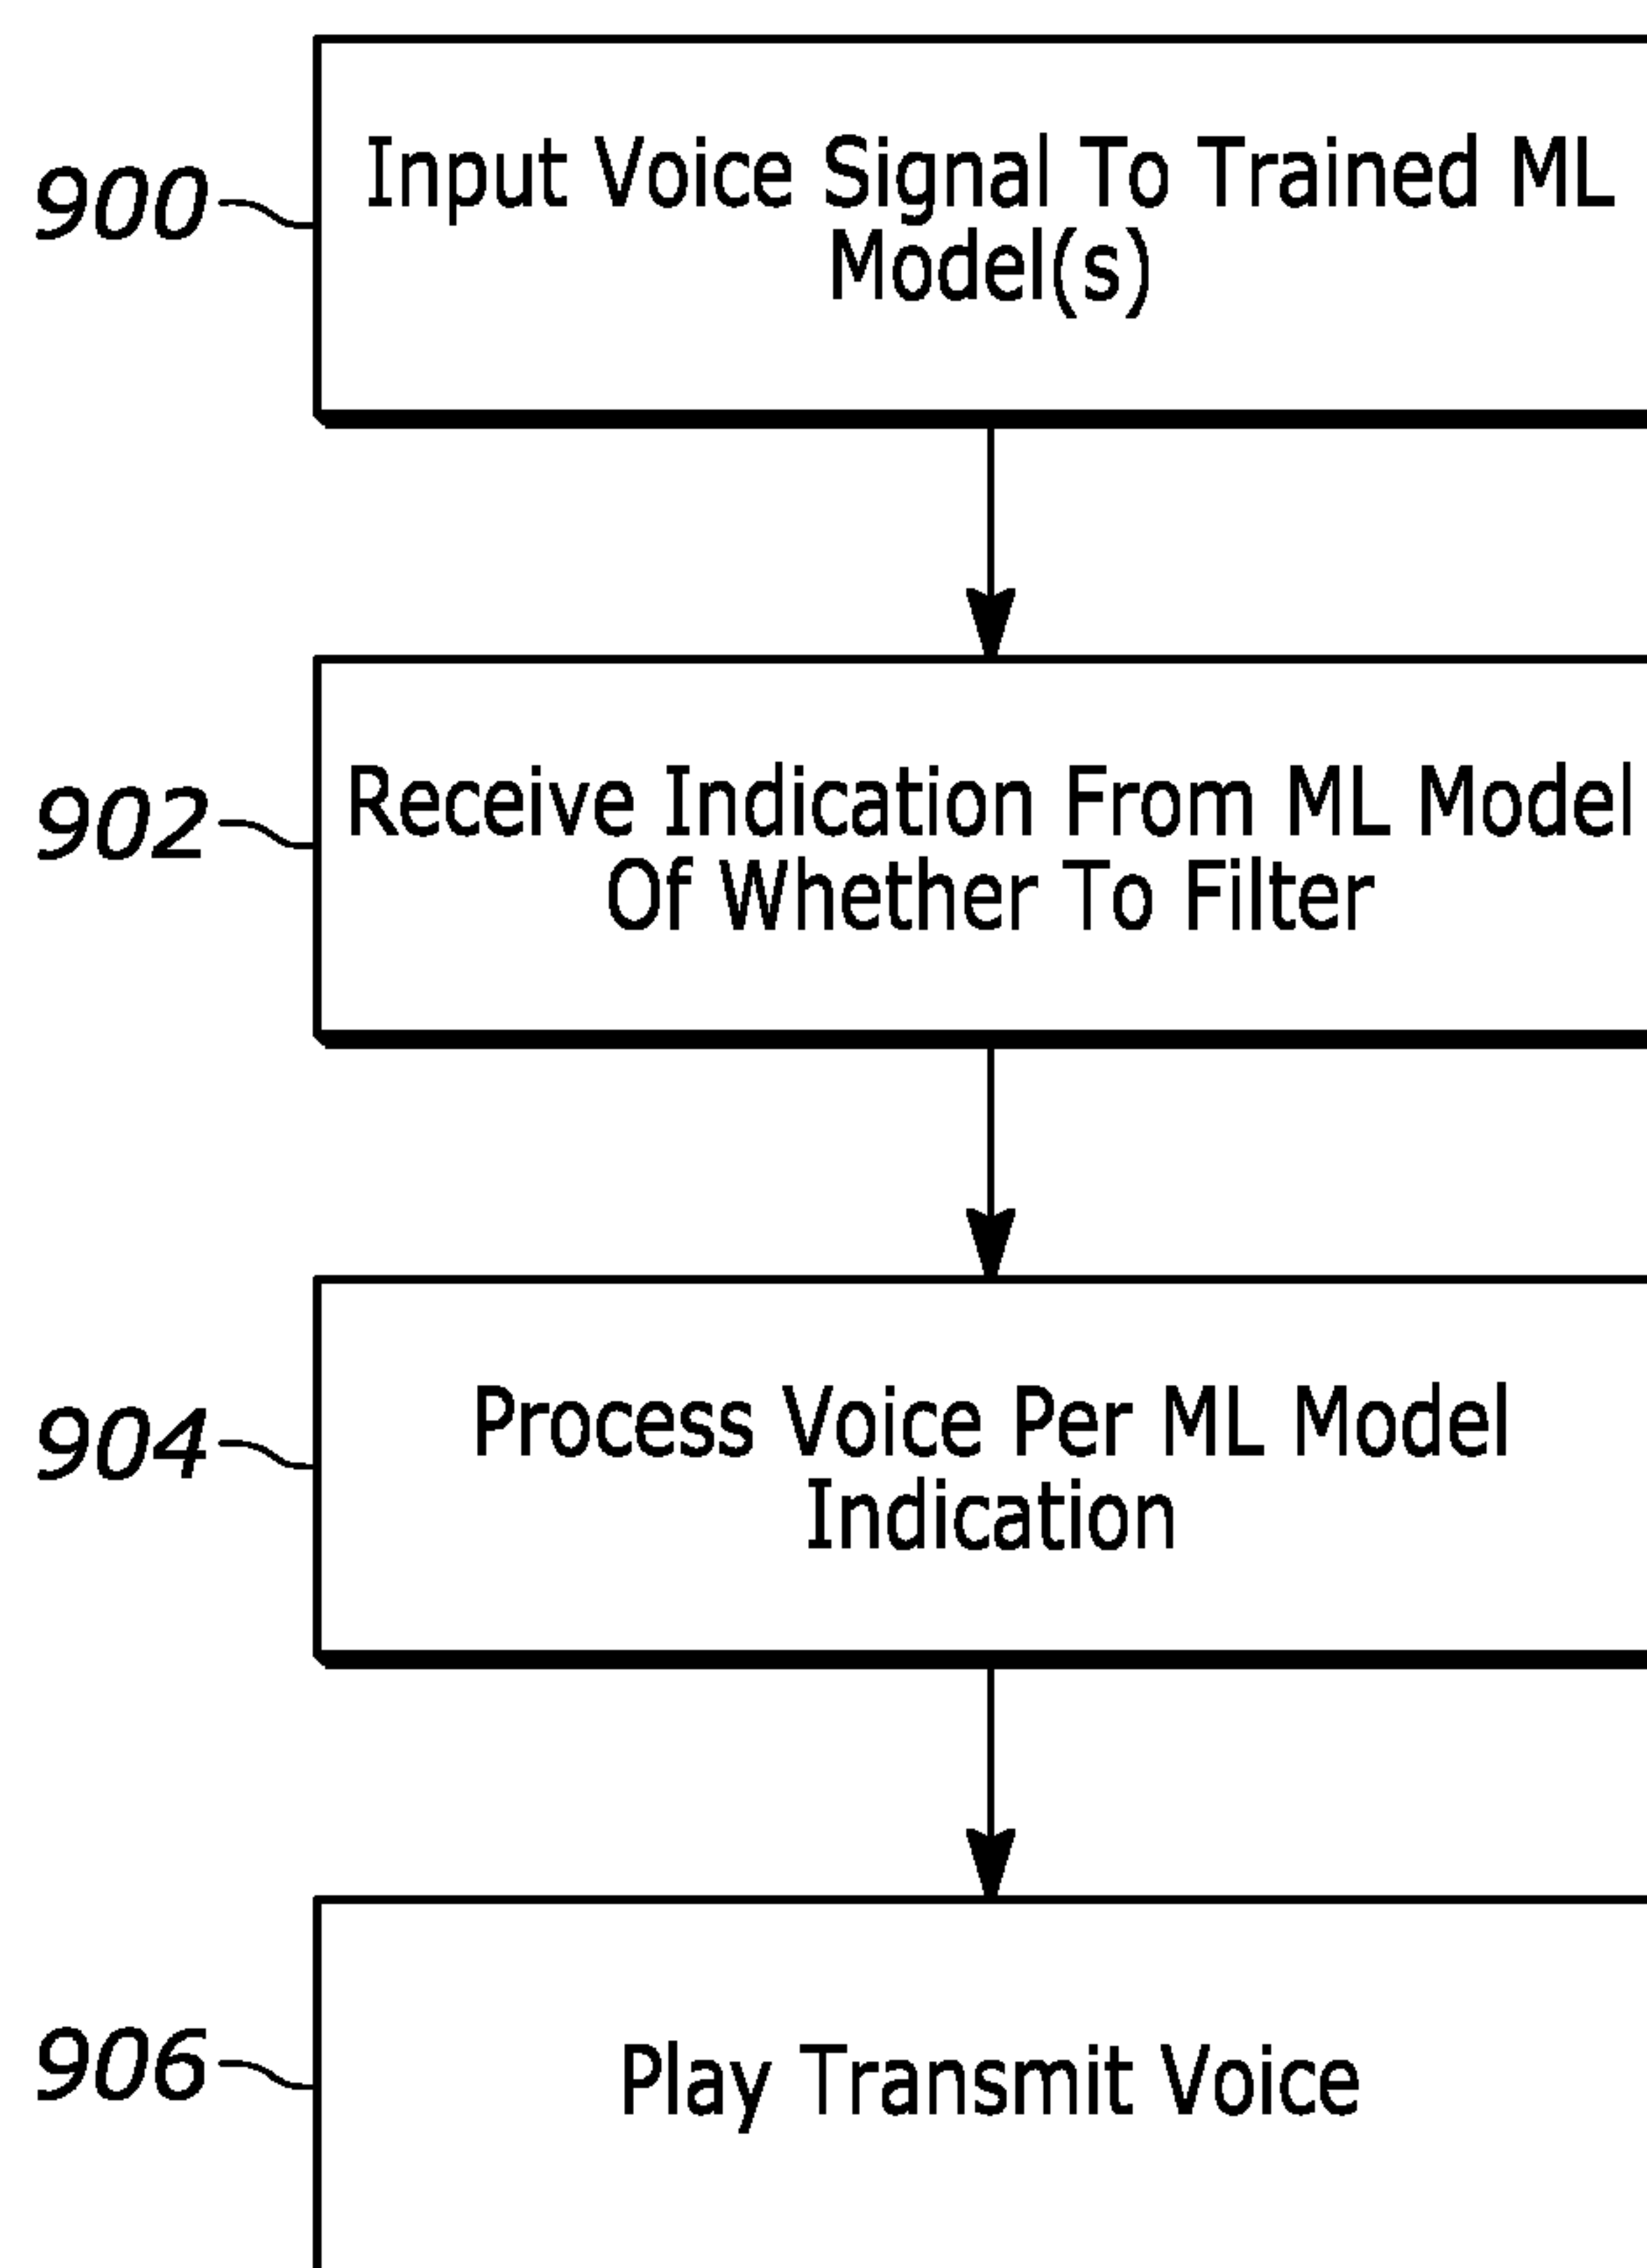 900
Input Voice Signal To Trained ML
Model(s)
902
Receive Indication From ML Model
Of Whether To Filter
904
Process Voice Per ML Model
Indication
906
Play Transmit Voice